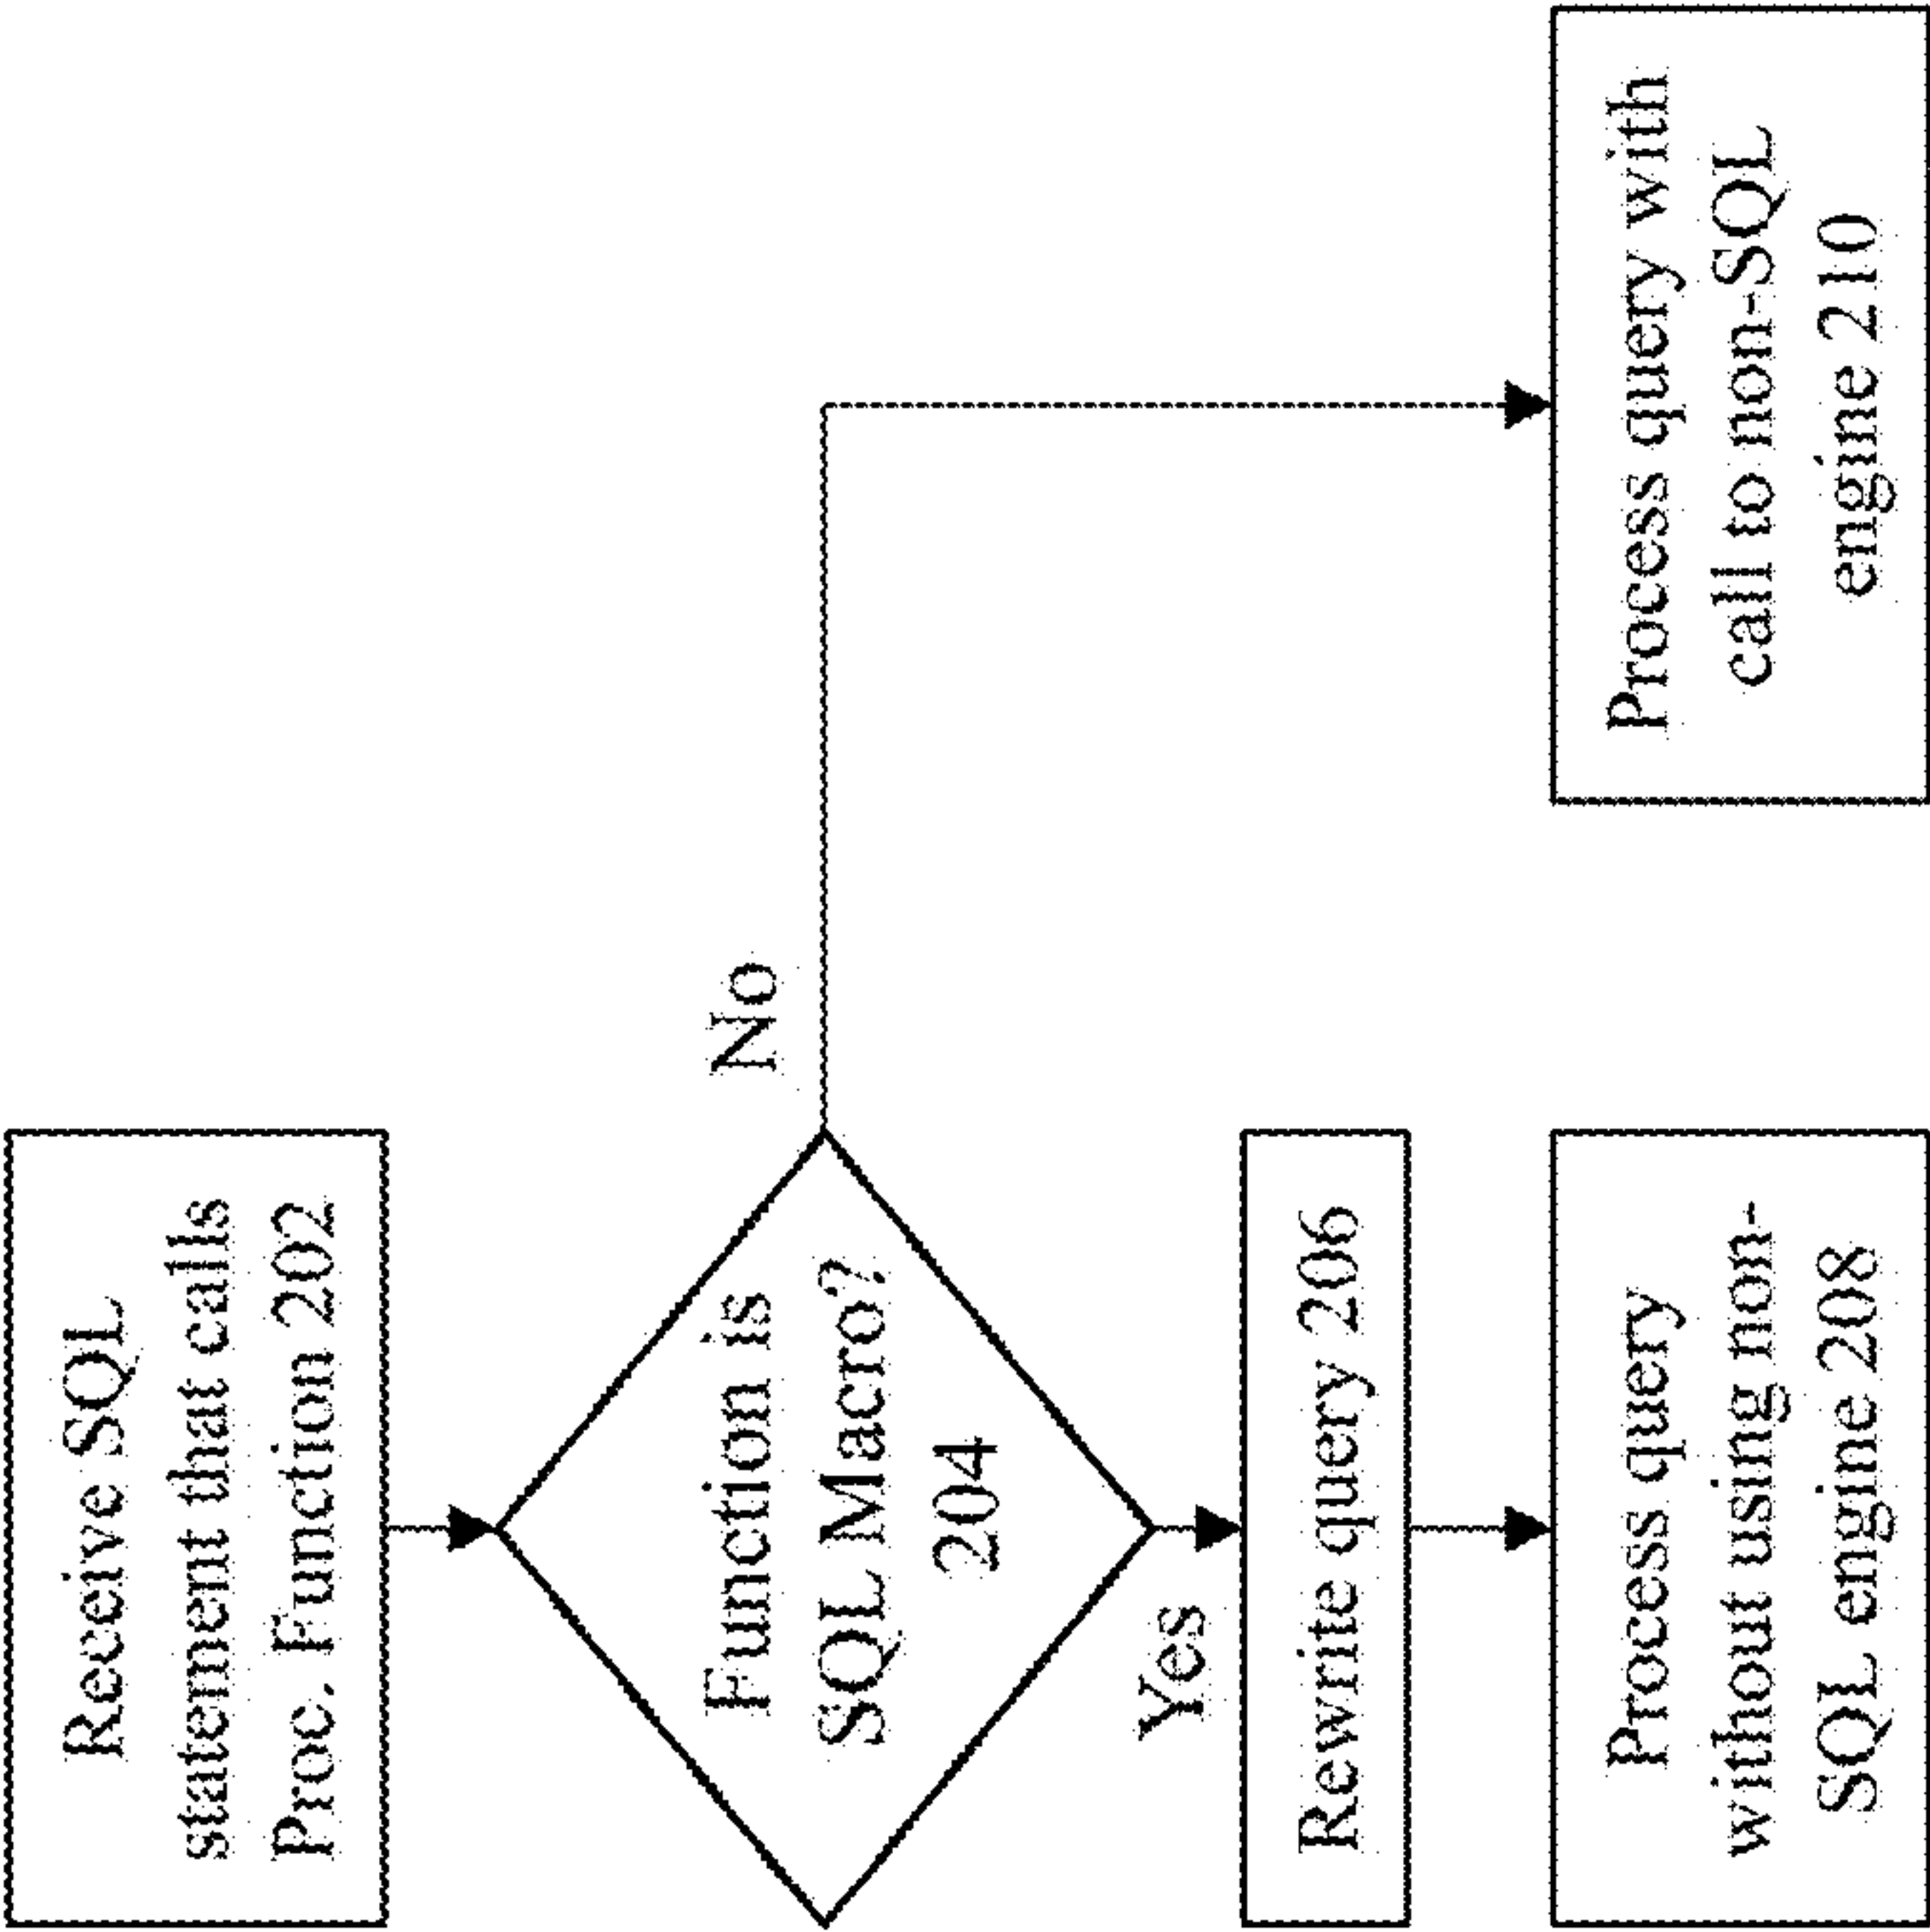 Receive SQL
statement that calls
Proc. Function 202
Function is
SQL Macro?
204
No
Yes
Rewrite query 206
Process query
without using non-
SQL engine 208
Process query with
call to non-SQL
engine 210